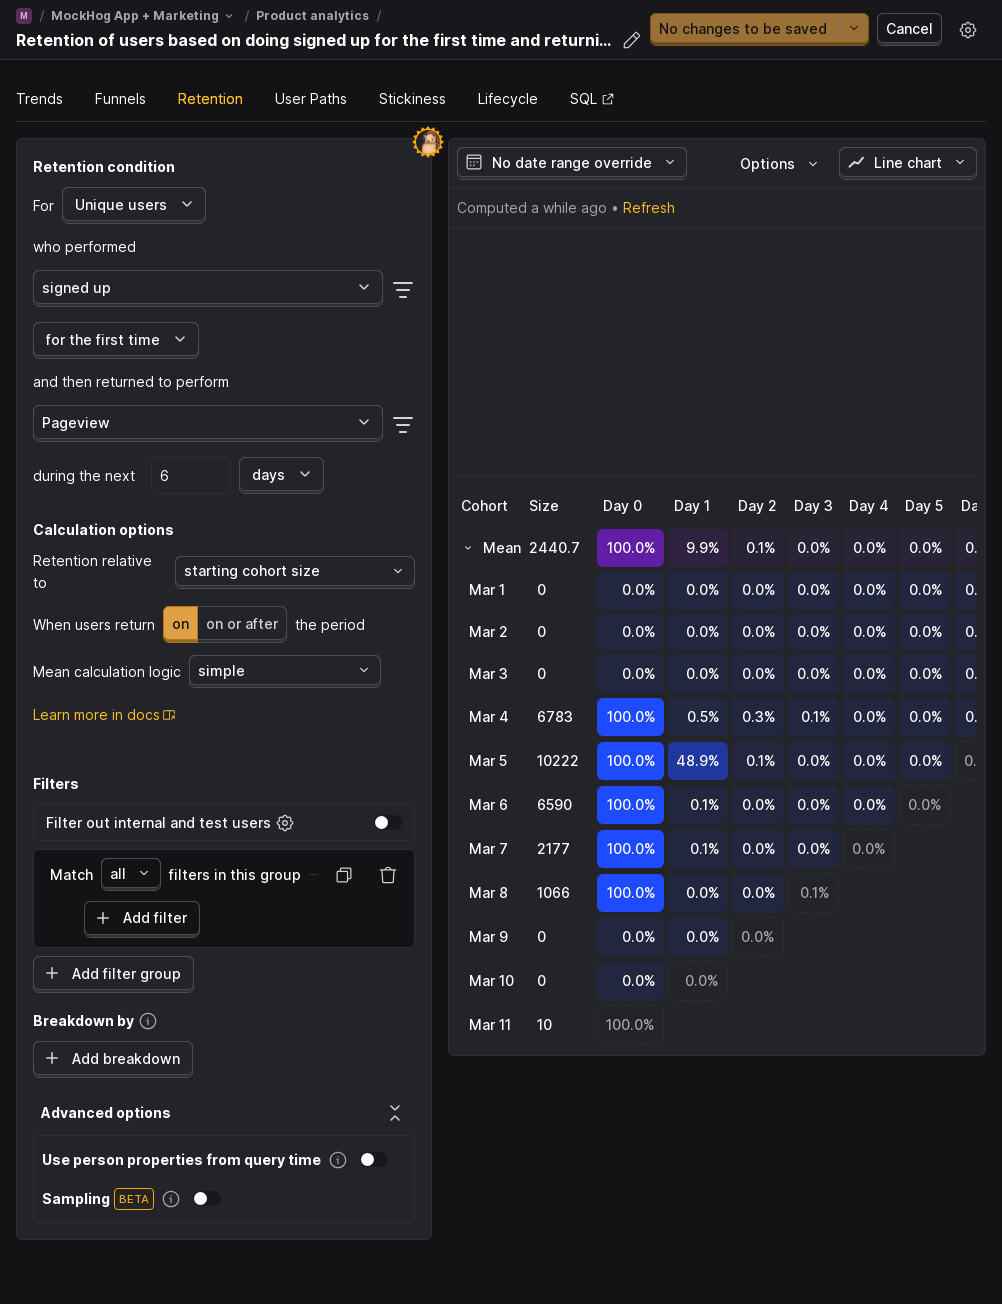 M / MockHog App + Marketing / Product analytics /
Retention of users based on doing signed up for the first time and returni...
No changes to be saved
Cancel
Trends Funnels Retention User Paths Stickiness Lifecycle SQL
Retention condition
For Unique users
who performed
signed up
for the first time
and then returned to perform
Pageview
during the next 6 days
Calculation options
Retention relative
to starting cohort size
When users return on on or after the period
Mean calculation logic simple
Learn more in docs
Filters
Filter out internal and test users
Match all filters in this group
Add filter
Add filter group
Breakdown by
Add breakdown
Advanced options
Use person properties from query time
Sampling BETA
No date range override Options Line chart
Computed a while ago • Refresh
Cohort Size Day 0 Day 1 Day 2 Day 3 Day 4 Day 5 Da
Mean 2440.7 100.0% 9.9% 0.1% 0.0% 0.0% 0.0% 0.
Mar 1 0 0.0% 0.0% 0.0% 0.0% 0.0% 0.0% 0.
Mar 2 0 0.0% 0.0% 0.0% 0.0% 0.0% 0.0% 0.
Mar 3 0 0.0% 0.0% 0.0% 0.0% 0.0% 0.0% 0.
Mar 4 6783 100.0% 0.5% 0.3% 0.1% 0.0% 0.0% 0.
Mar 5 10222 100.0% 48.9% 0.1% 0.0% 0.0% 0.0% 0.
Mar 6 6590 100.0% 0.1% 0.0% 0.0% 0.0% 0.0%
Mar 7 2177 100.0% 0.1% 0.0% 0.0% 0.0%
Mar 8 1066 100.0% 0.0% 0.0% 0.1%
Mar 9 0 0.0% 0.0% 0.0%
Mar 10 0 0.0% 0.0%
Mar 11 10 100.0%